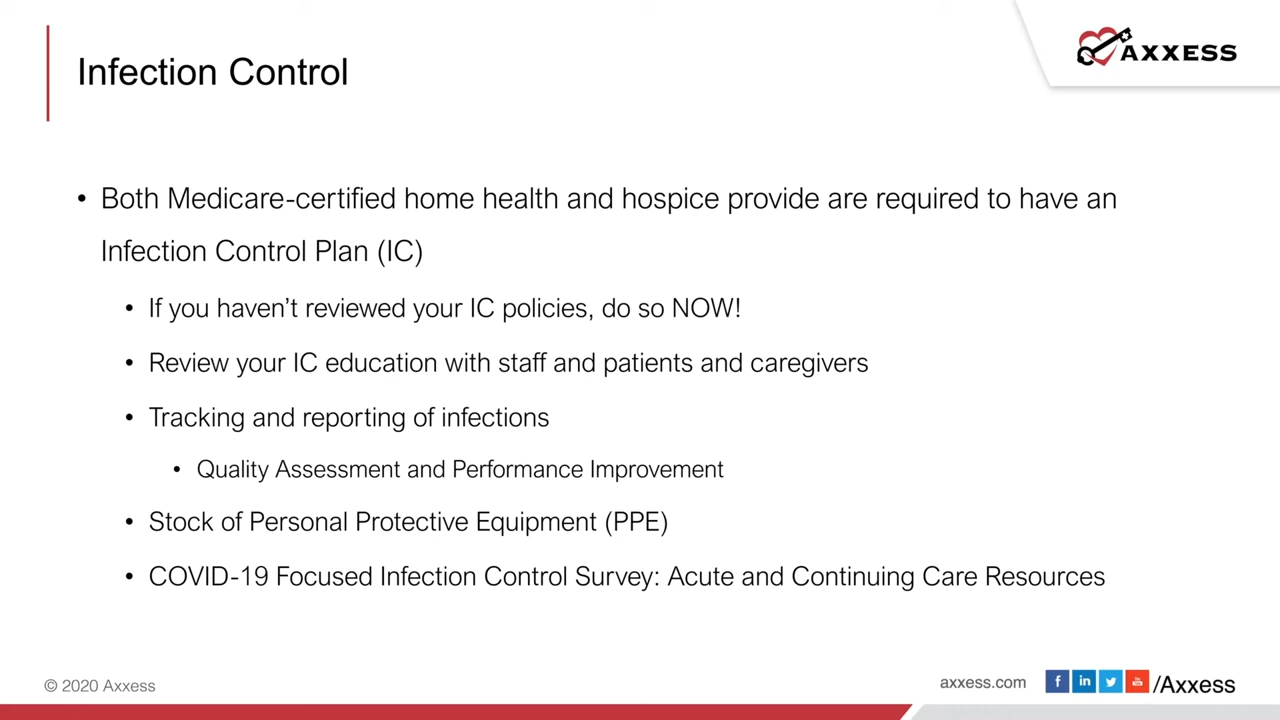 Infection Control
AXXESS
• Both Medicare-certified home health and hospice provide are required to have an
Infection Control Plan (IC)
• If you haven’t reviewed your IC policies, do so NOW!
• Review your IC education with staff and patients and caregivers
• Tracking and reporting of infections
• Quality Assessment and Performance Improvement
• Stock of Personal Protective Equipment (PPE)
• COVID-19 Focused Infection Control Survey: Acute and Continuing Care Resources
© 2020 Axxess
axxess.com
/Axxess